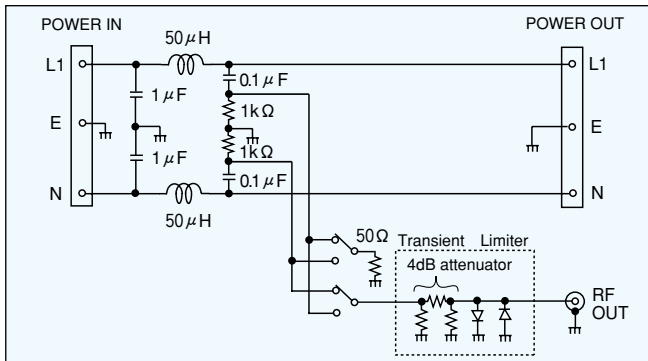 POWER IN
POWER OUT
50μH
L1
0.1μF
L1
1μF
1kΩ
E
E
1kΩ
1μF
0.1μF
N
N
50μH
50Ω
Transient Limiter
4dB attenuator
RF
OUT